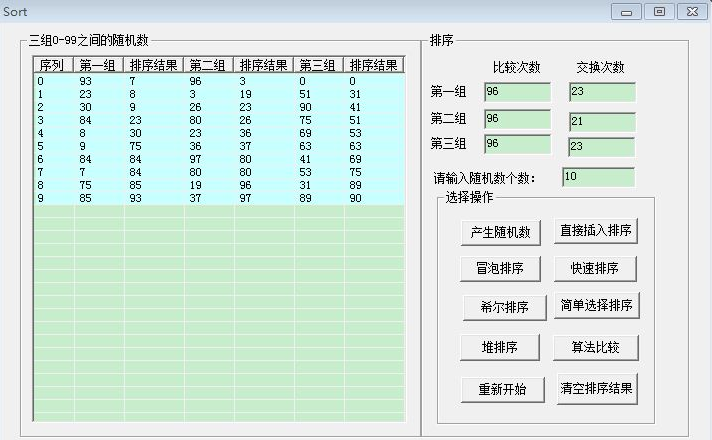 Sort
三组0-99之间的随机数
序列 第一组 排序结果 第二组 排序结果 第三组 排序结果
0 93 7 96 3 0 0
1 23 8 3 19 51 31
2 30 9 26 23 90 41
3 84 23 80 26 75 51
4 8 30 23 36 69 53
5 9 75 36 37 63 63
6 84 84 97 80 41 69
7 7 84 80 80 53 75
8 75 85 19 96 31 89
9 85 93 37 97 89 90
排序
比较次数 交换次数
第一组 96 23
第二组 96 21
第三组 96 23
请输入随机数个数： 10
选择操作
产生随机数 直接插入排序
冒泡排序 快速排序
希尔排序 简单选择排序
堆排序 算法比较
重新开始 清空排序结果